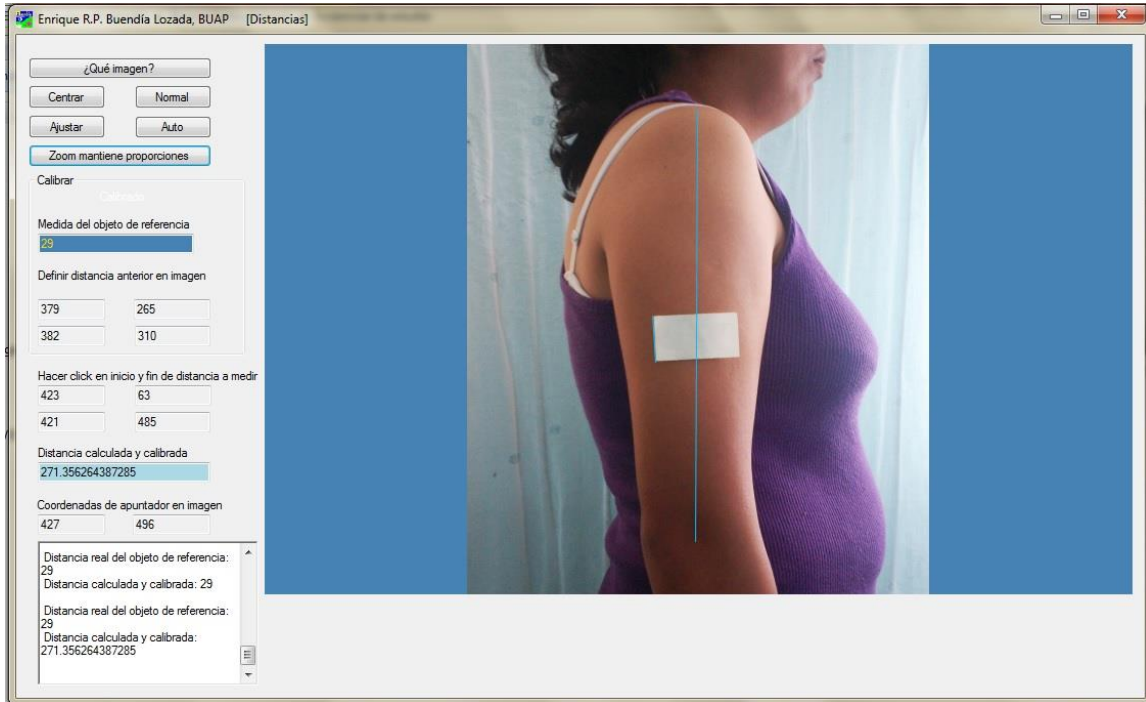 Enrique R.P. Buendía Lozada, BUAP [Distancias]
¿Qué imagen?
Centrar Normal
Ajustar Auto
Zoom mantiene proporciones
Calibrar
Calibrado
Medida del objeto de referencia
29
Definir distancia anterior en imagen
379 265
382 310
Hacer click en inicio y fin de distancia a medir
423 63
421 485
Distancia calculada y calibrada
271.356264387285
Coordenadas de apuntador en imagen
427 496
Distancia real del objeto de referencia:
29
Distancia calculada y calibrada: 29
Distancia real del objeto de referencia:
29
Distancia calculada y calibrada:
271.356264387285